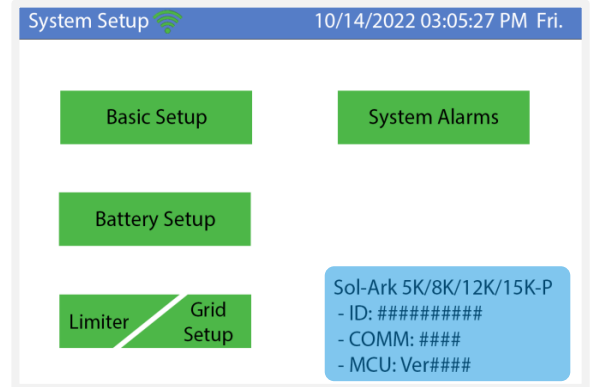 System Setup 10/14/2022 03:05:27 PM Fri.
Basic Setup
System Alarms
Battery Setup
Limiter
Grid
Setup
Sol-Ark 5K/8K/12K/15K-P
- ID: ##########
- COMM: ####
- MCU: Ver####